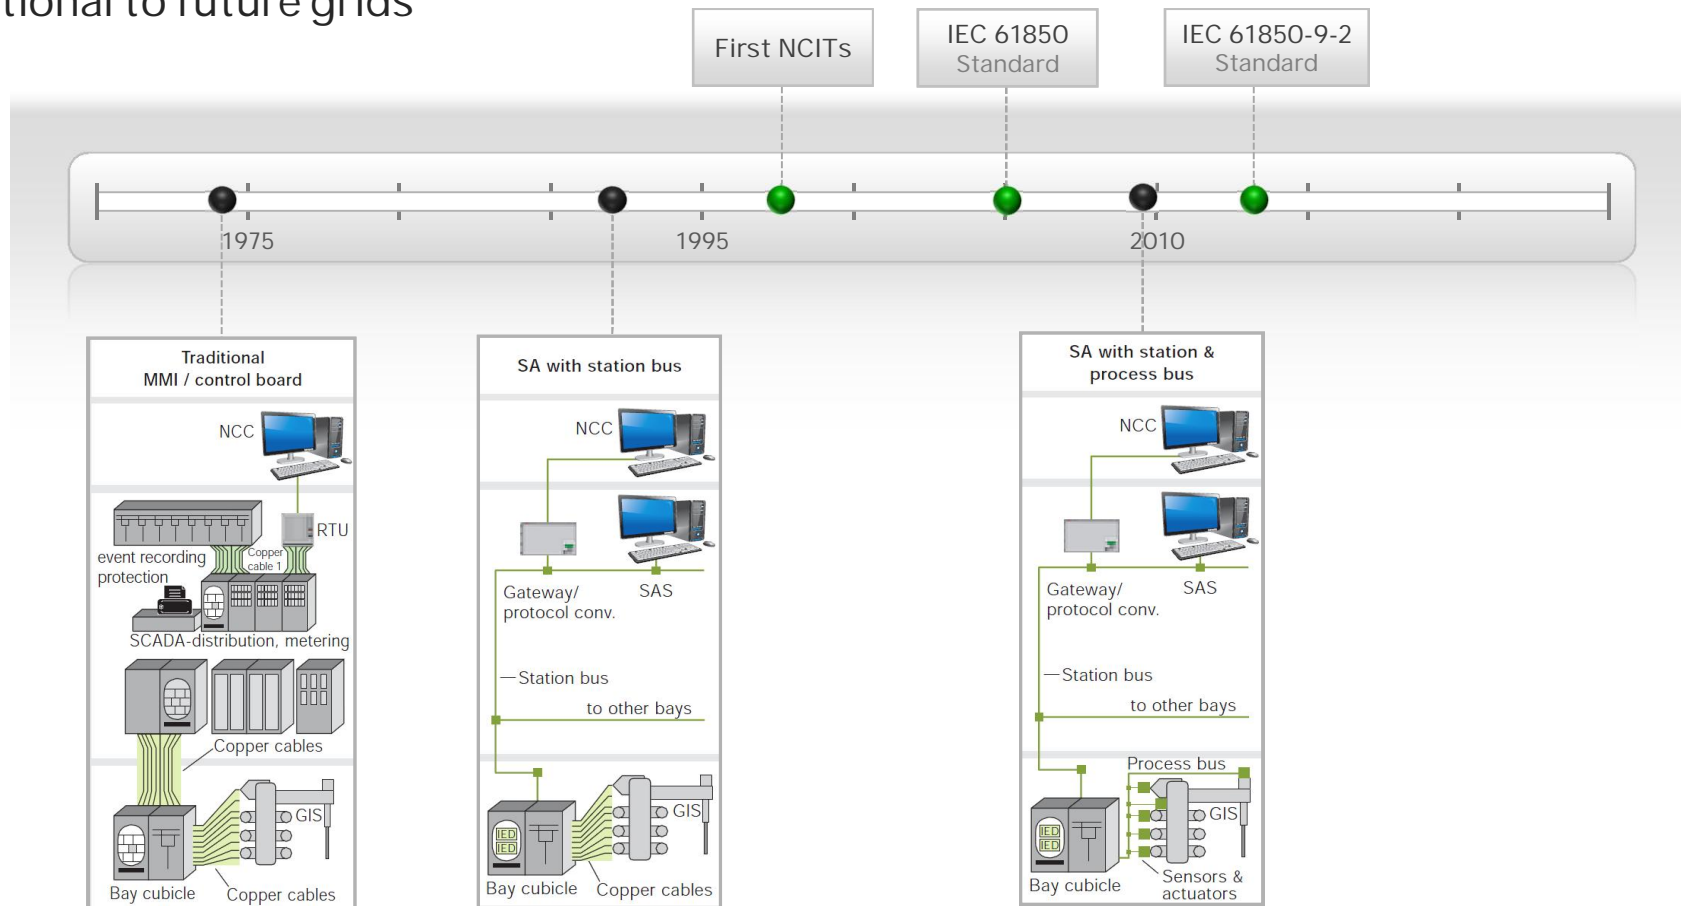 tional to future grids
First NCITs
IEC 61850
Standard
IEC 61850-9-2
Standard
1975
1995
2010
Traditional
MMI / control board
NCC
RTU
event recording
protection
Copper
cable 1
SCADA-distribution, metering
Copper cables
GIS
Bay cubicle
Copper cables
SA with station bus
NCC
Gateway/
protocol conv.
SAS
Station bus
to other bays
IED
IED
GIS
Bay cubicle
Copper cables
SA with station &
process bus
NCC
Gateway/
protocol conv.
SAS
Station bus
to other bays
Process bus
IED
IED
GIS
Bay cubicle
Sensors &
actuators